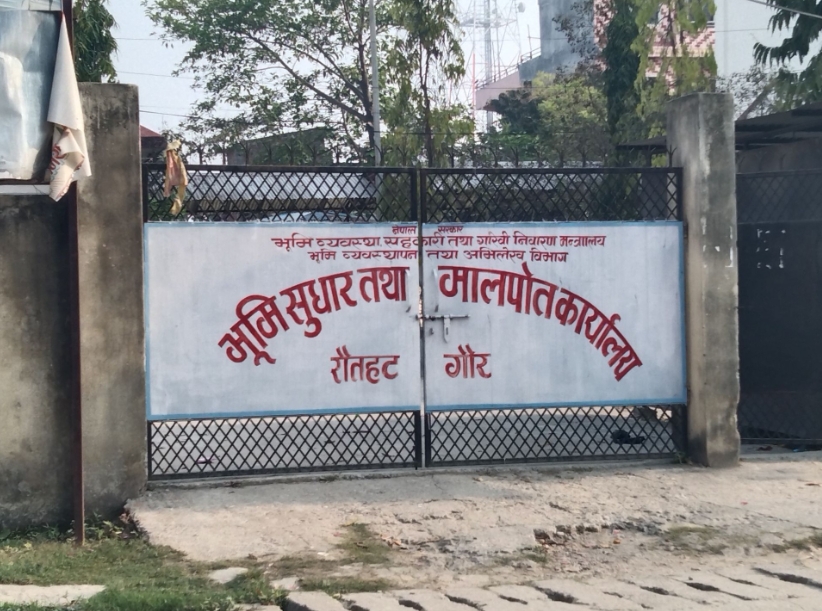 नेपाल सरकार
भूमि व्यवस्था, सहकारी तथा गरिवी निवारण मन्त्रालय
भूमि व्यवस्थापन तथा अभिलेख विभाग
भूमि सुधार तथा मालपोत कार्यालय
रौतहट गौर